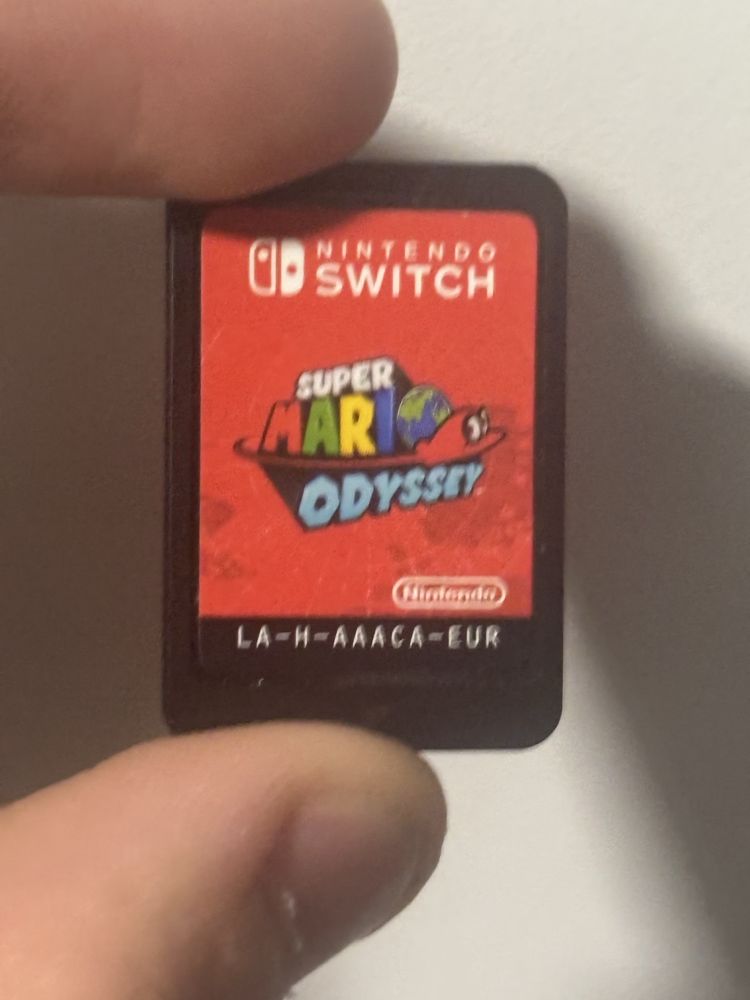 NINTENDO
SWITCH
SUPER
MARIO
ODYSSEY
Nintendo
LA-H-AAACA-EUR